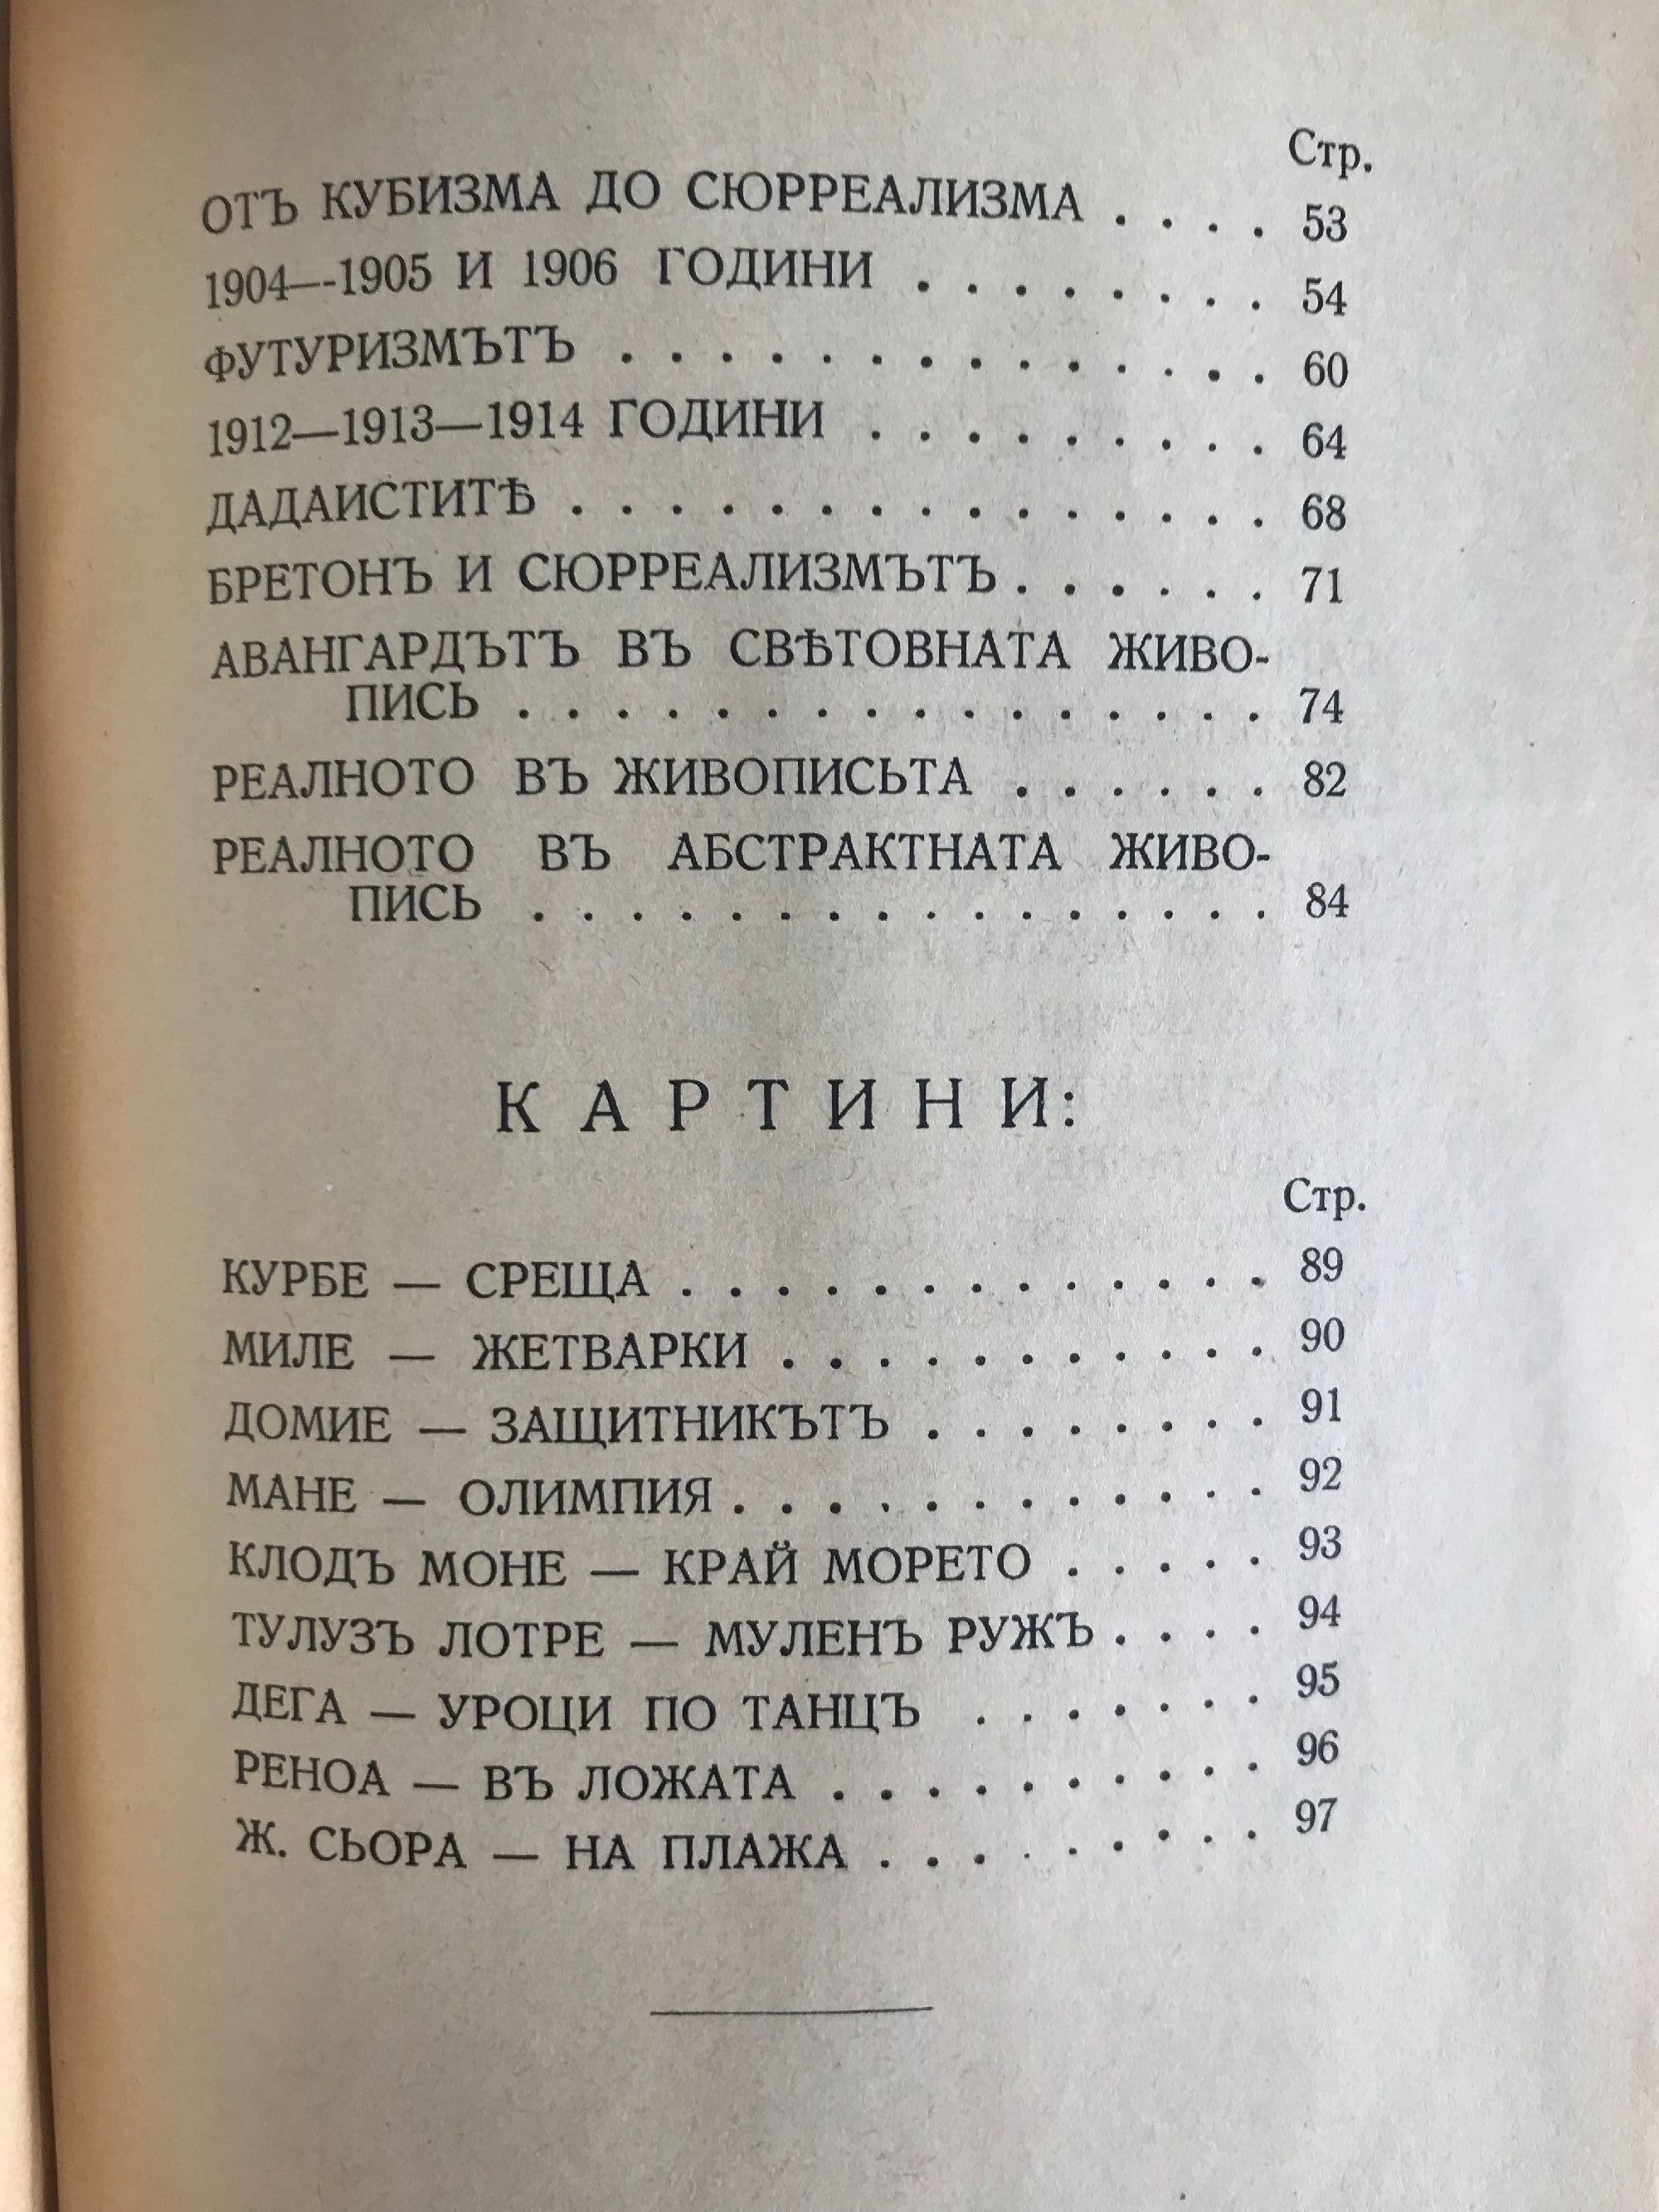 Стр.
ОТЪ КУБИЗМА ДО СЮРРЕАЛИЗМА . . . . 53
1904—-1905 И 1906 ГОДИНИ . . . . . . . . 54
ФУТУРИЗМЪТЪ . . . . . . . . . . . . . . 60
1912—1913—1914 ГОДИНИ . . . . . . . . . 64
ДАДАИСТИТѢ . . . . . . . . . . . . . . . 68
БРЕТОНЪ И СЮРРЕАЛИЗМЪТЪ . . . . . . 71
АВАНГАРДЪТЪ ВЪ СВѢТОВНАТА ЖИВО-
ПИСЬ . . . . . . . . . . . . . . . . 74
РЕАЛНОТО ВЪ ЖИВОПИСЬТА . . . . . . 82
РЕАЛНОТО ВЪ АБСТРАКТНАТА ЖИВО-
ПИСЬ . . . . . . . . . . . . . . . . 84
КАРТИНИ:
Стр.
КУРБЕ — СРЕЩА . . . . . . . . . . . . . 89
МИЛЕ — ЖЕТВАРКИ . . . . . . . . . . . 90
ДОМИЕ — ЗАЩИТНИКЪТЪ . . . . . . . . 91
МАНЕ — ОЛИМПИЯ . . . . . . . . . . . . 92
КЛОДЪ МОНЕ — КРАЙ МОРЕТО . . . . . 93
ТУЛУЗЪ ЛОТРЕ — МУЛЕНЪ РУЖЪ . . . . 94
ДЕГА — УРОЦИ ПО ТАНЦЪ . . . . . . . 95
РЕНОА — ВЪ ЛОЖАТА . . . . . . . . . . 96
Ж. СЬОРА — НА ПЛАЖА . . . . . . . . . 97